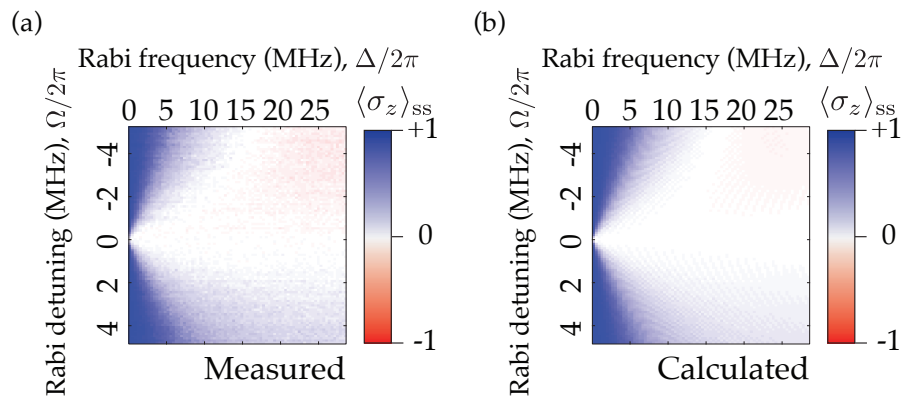 (a)
Rabi frequency (MHz), Δ/2π
0 5 10 15 20 25
⟨σz⟩ss
+1
0
-1
Rabi detuning (MHz), Ω/2π
-4
-2
0
2
4
Measured
(b)
Rabi frequency (MHz), Δ/2π
0 5 10 15 20 25
⟨σz⟩ss
+1
0
-1
Rabi detuning (MHz), Ω/2π
-4
-2
0
2
4
Calculated